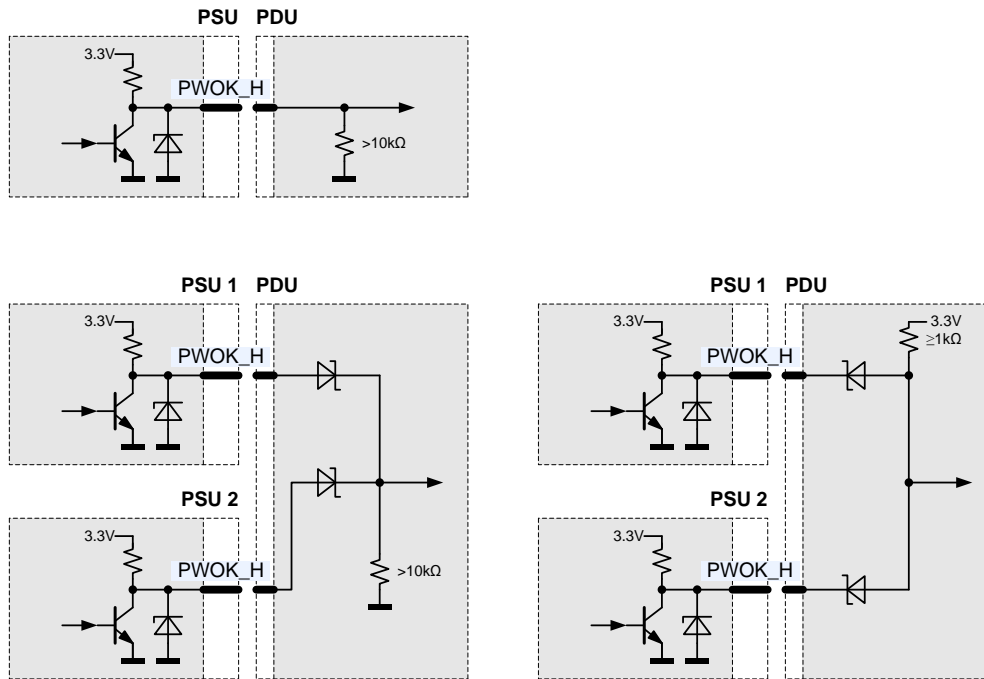 PSU PDU
3.3V
PWOK_H
>10kΩ
PSU 1 PDU
3.3V
PWOK_H
PSU 2
3.3V
PWOK_H
>10kΩ
PSU 1 PDU
3.3V
3.3V
≥1kΩ
PWOK_H
PSU 2
3.3V
PWOK_H